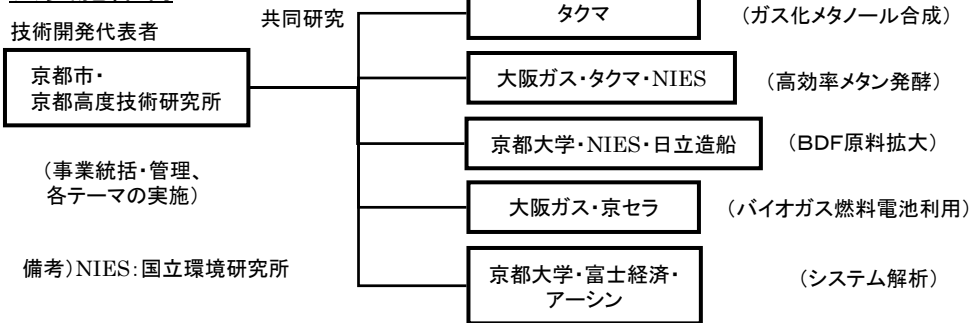 技術開発代表者
共同研究
京都市・
京都高度技術研究所
(事業統括・管理、
各テーマの実施)
備考)NIES:国立環境研究所
タクマ
(ガス化メタノール合成)
大阪ガス・タクマ・NIES
(高効率メタン発酵)
京都大学・NIES・日立造船
(BDF原料拡大)
大阪ガス・京セラ
(バイオガス燃料電池利用)
京都大学・富士経済・
アーシン
(システム解析)